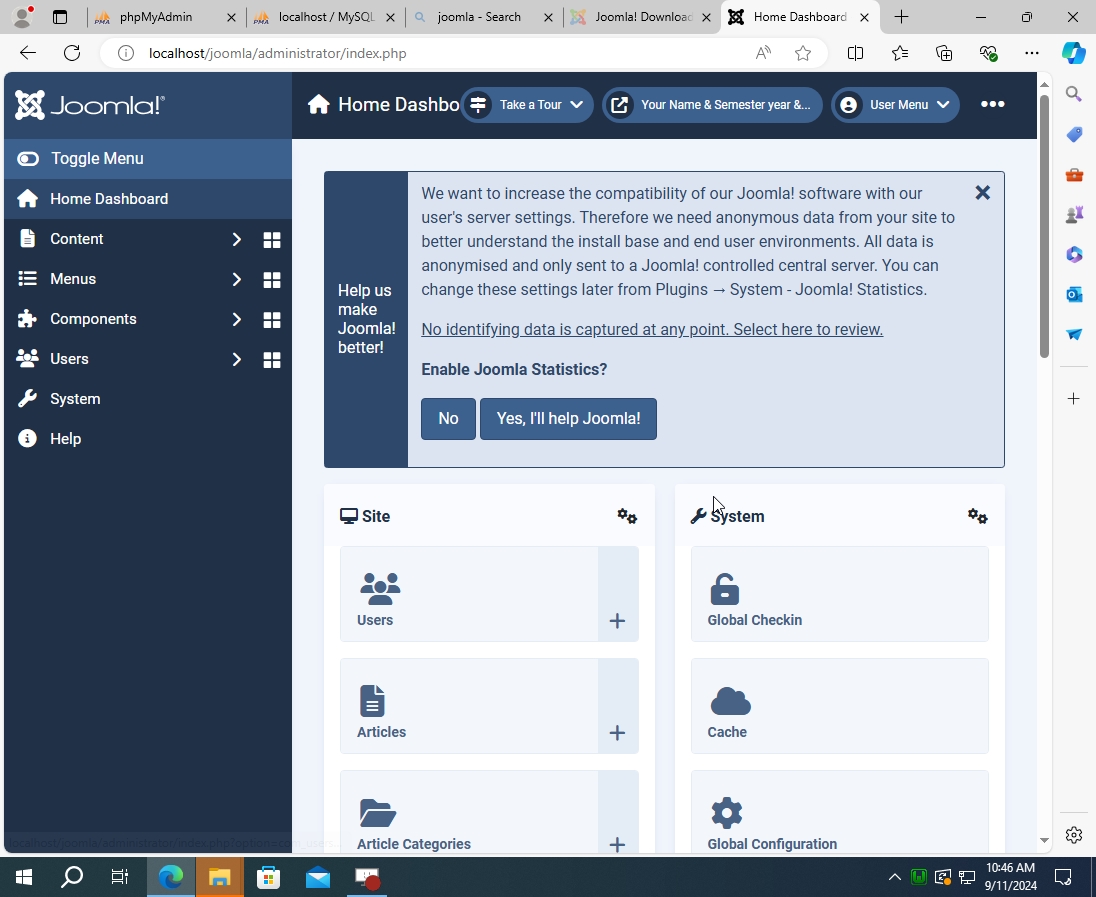 phpMyAdmin
localhost / MySQL
joomla - Search
Joomla! Download
Home Dashboard
localhost/joomla/administrator/index.php
Joomla!®
Home Dashbo
Take a Tour
Your Name & Semester year &...
User Menu
Toggle Menu
Home Dashboard
Content
Menus
Components
Users
System
Help
Help us
make
Joomla!
better!
We want to increase the compatibility of our Joomla! software with our
user's server settings. Therefore we need anonymous data from your site to
better understand the install base and end user environments. All data is
anonymised and only sent to a Joomla! controlled central server. You can
change these settings later from Plugins → System - Joomla! Statistics.
No identifying data is captured at any point. Select here to review.
Enable Joomla Statistics?
No
Yes, I'll help Joomla!
Site
Users
Articles
Article Categories
System
Global Checkin
Cache
Global Configuration
10:46 AM
9/11/2024